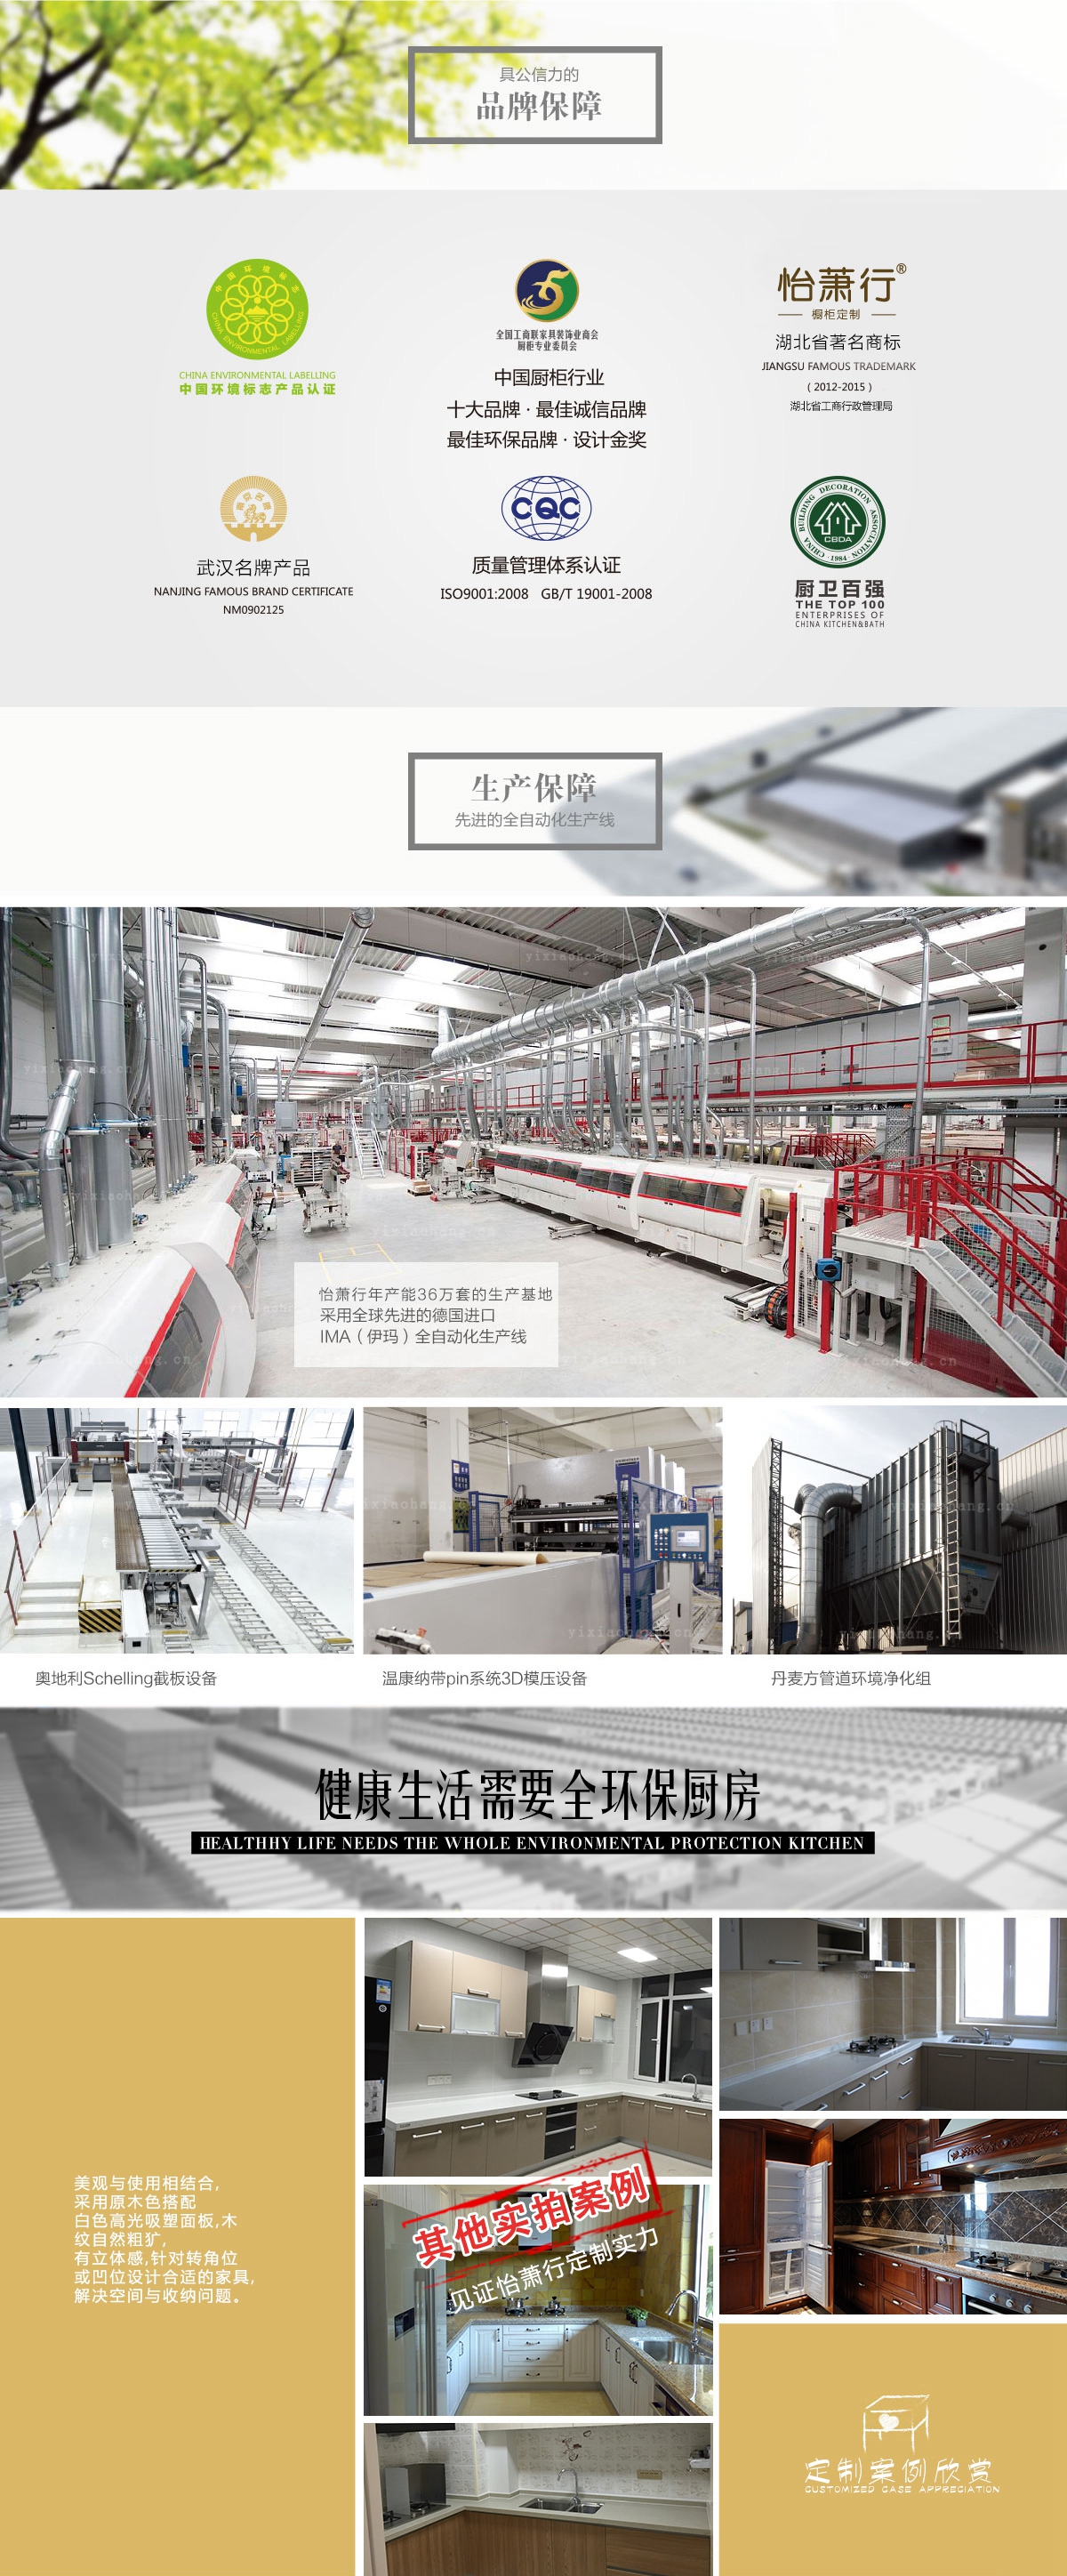 具公信力的
品牌保障
中国环境标志
CHINA ENVIRONMENTAL LABELLING
CHINA ENVIRONMENTAL LABELLING
中国环境标志产品认证
全国工商联家具装饰业商会
厨柜专业委员会
中国厨柜行业
十大品牌·最佳诚信品牌
最佳环保品牌·设计金奖
怡萧行®
橱柜定制
湖北省著名商标
JIANGSU FAMOUS TRADEMARK
（2012-2015）
湖北省工商行政管理局
武汉名牌产品
NANJING FAMOUS BRAND CERTIFICATE
NM0902125
CQC
质量管理体系认证
ISO9001:2008 GB/T 19001-2008
CHINA BUILDING DECORATION ASSOCIATION
CBDA
·1984·
厨卫百强
THE TOP 100
ENTERPRISES OF
CHINA KITCHEN&BATH
生产保障
先进的全自动化生产线
yixiaohang.cn
怡萧行年产能36万套的生产基地
采用全球先进的德国进口
IMA（伊玛）全自动化生产线
奥地利Schelling截板设备
温康纳带pin系统3D模压设备
丹麦方管道环境净化组
健康生活需要全环保厨房
HEALTHHY LIFE NEEDS THE WHOLE ENVIRONMENTAL PROTECTION KITCHEN
美观与使用相结合,
采用原木色搭配
白色高光吸塑面板,木
纹自然粗犷,
有立体感,针对转角位
或凹位设计合适的家具,
解决空间与收纳问题。
其他实拍案例
见证怡萧行定制实力
定制案例欣赏
CUSTOMIZED CASE APPREGIATION